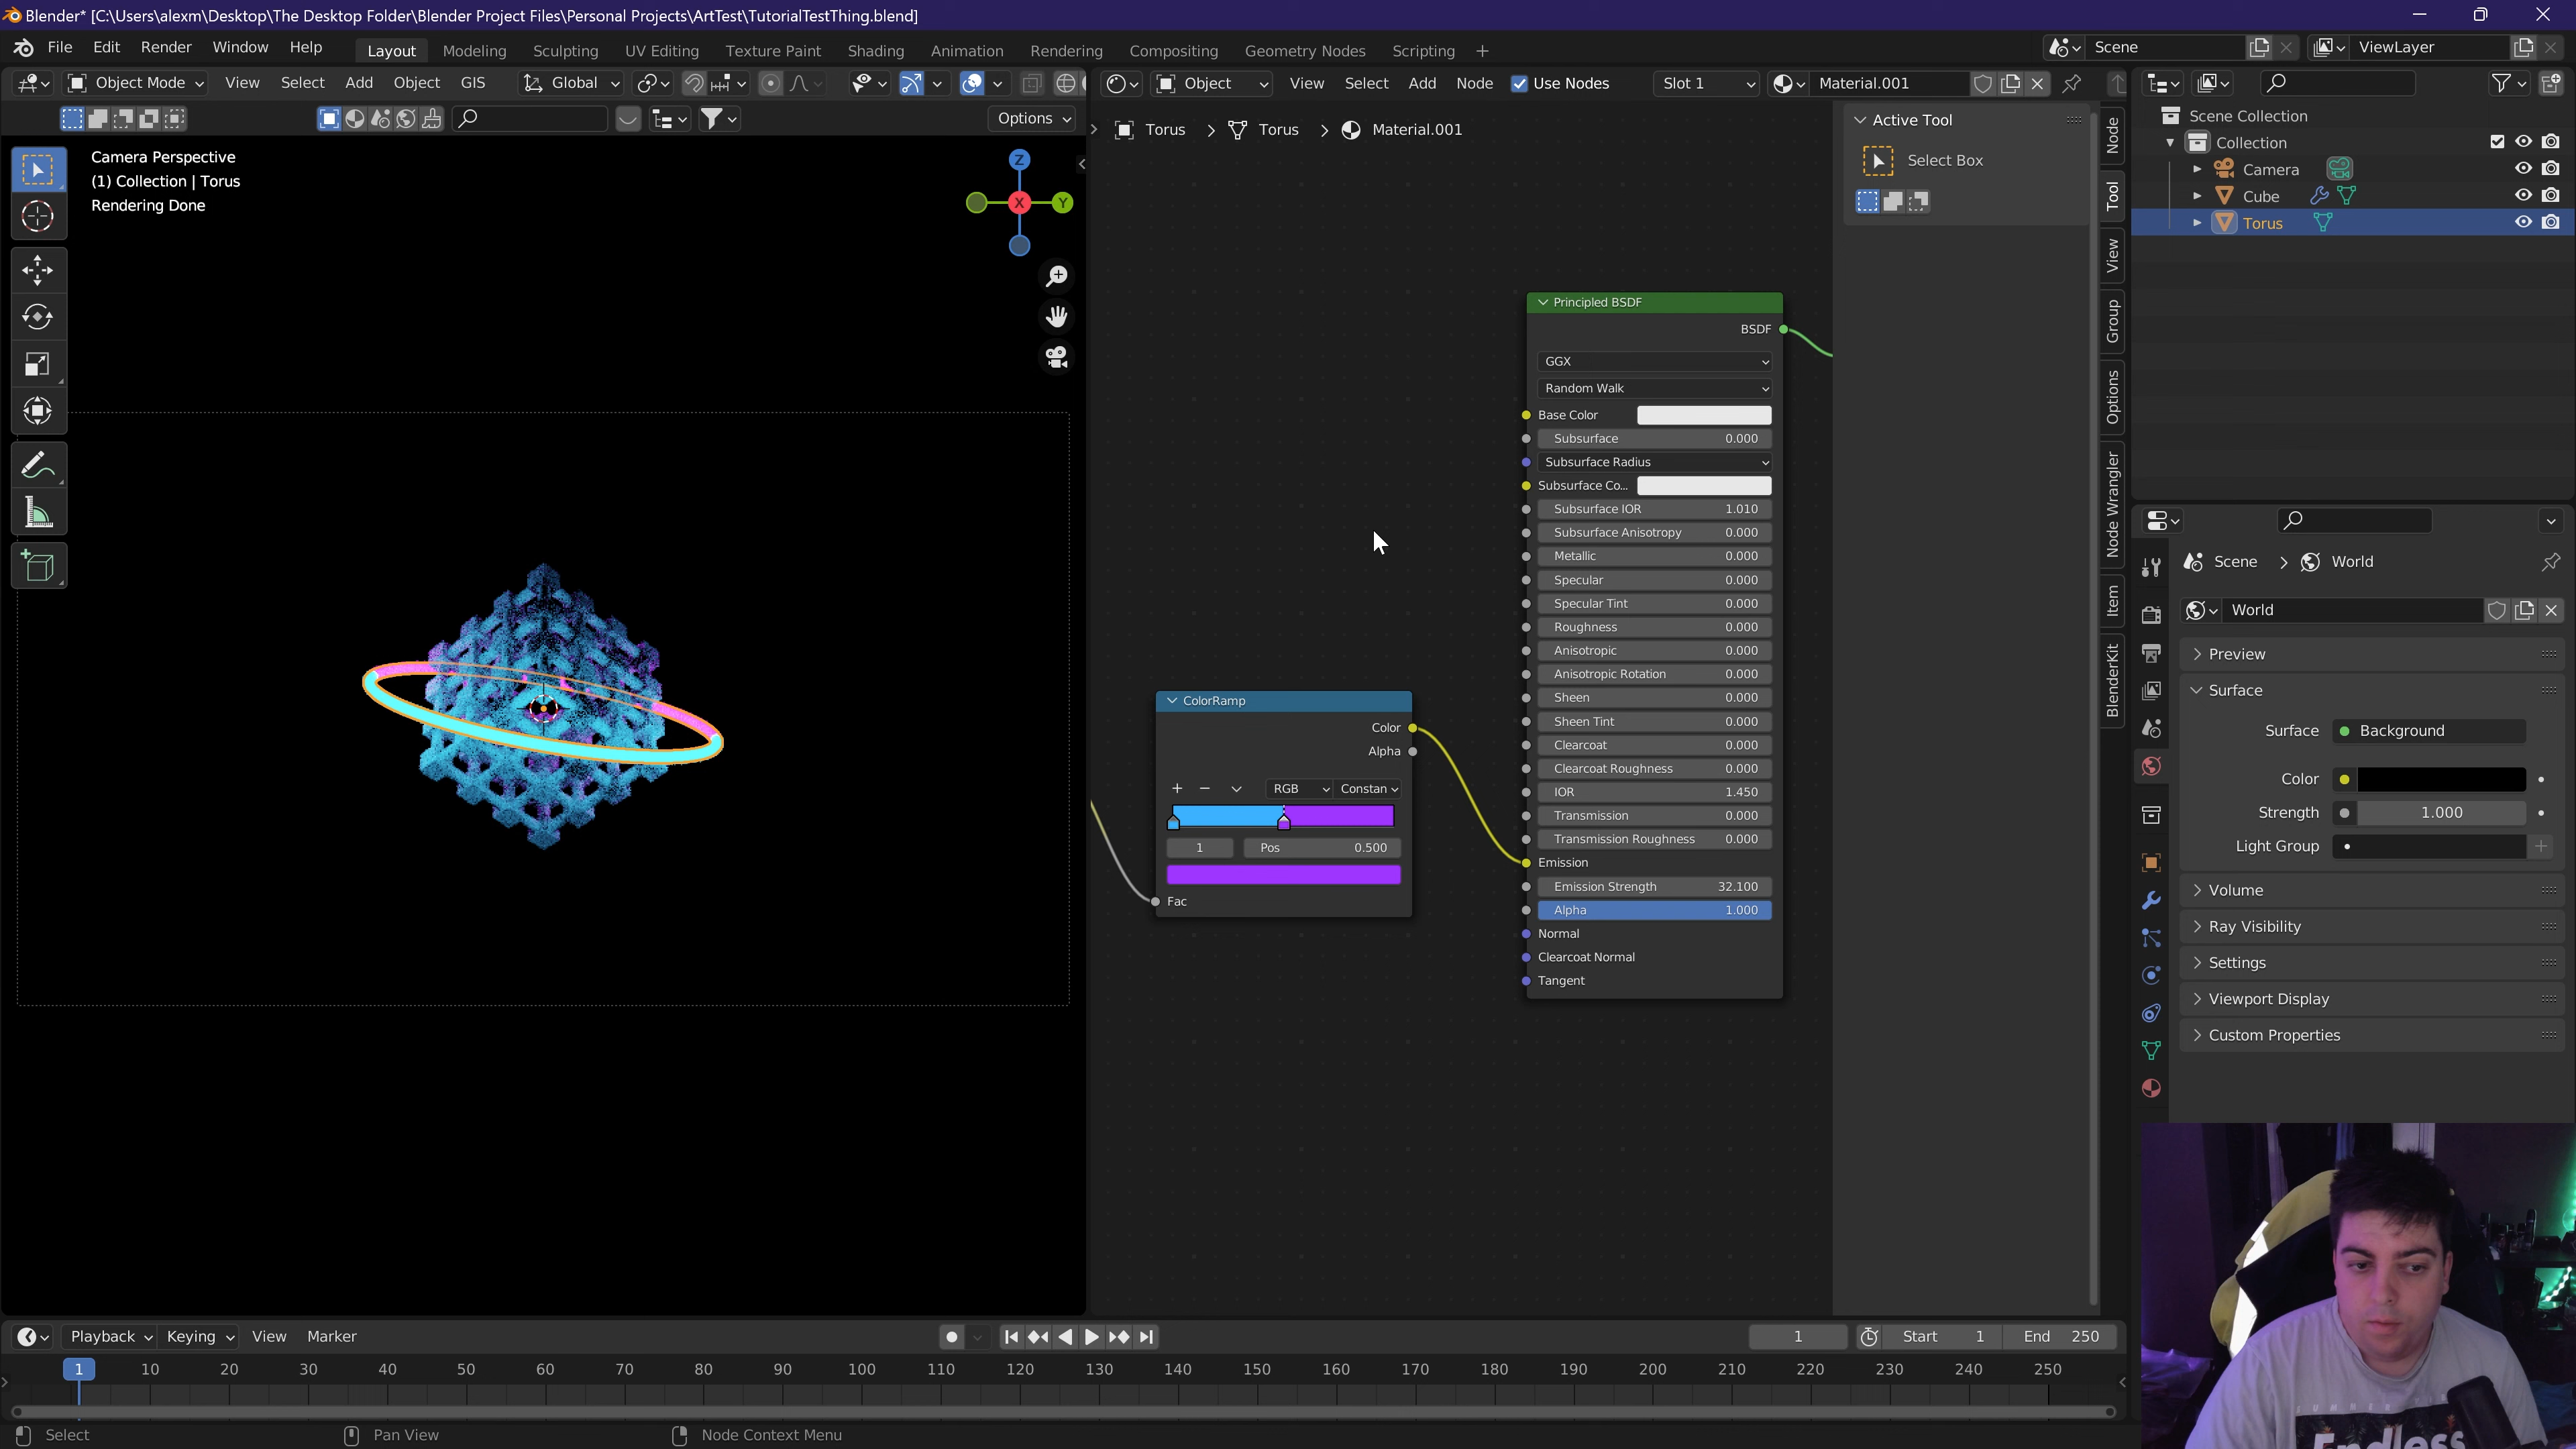 Blender* [C:\Users\alexm\Desktop\The Desktop Folder\Blender Project Files\Personal Projects\ArtTest\TutorialTestThing.blend]
File Edit Render Window Help Layout Modeling Sculpting UV Editing Texture Paint Shading Animation Rendering Compositing Geometry Nodes Scripting + Scene ViewLayer
Object Mode View Select Add Object GIS Global Object View Select Add Node Use Nodes Slot 1 Material.001
Options
Camera Perspective
(1) Collection | Torus
Rendering Done
Z
X
Y
Torus > Torus > Material.001
Principled BSDF
BSDF
GGX
Random Walk
Base Color
Subsurface 0.000
Subsurface Radius
Subsurface Co...
Subsurface IOR 1.010
Subsurface Anisotropy 0.000
Metallic 0.000
Specular 0.000
Specular Tint 0.000
Roughness 0.000
Anisotropic 0.000
Anisotropic Rotation 0.000
Sheen 0.000
Sheen Tint 0.000
Clearcoat 0.000
Clearcoat Roughness 0.000
IOR 1.450
Transmission 0.000
Transmission Roughness 0.000
Emission
Emission Strength 32.100
Alpha 1.000
Normal
Clearcoat Normal
Tangent
ColorRamp
Color
Alpha
+ − RGB Constan
1 Pos 0.500
Fac
Active Tool
Select Box
Node
Tool
View
Group
Options
Node Wrangler
Item
BlenderKit
Scene Collection
Collection
Camera
Cube
Torus
Scene > World
World
Preview
Surface
Surface Background
Color
Strength 1.000
Light Group
Volume
Ray Visibility
Settings
Viewport Display
Custom Properties
Playback Keying View Marker 1 Start 1 End 250
1 10 20 30 40 50 60 70 80 90 100 110 120 130 140 150 160 170 180 190 200 210 220 230 240 250
Select Pan View Node Context Menu
Endless